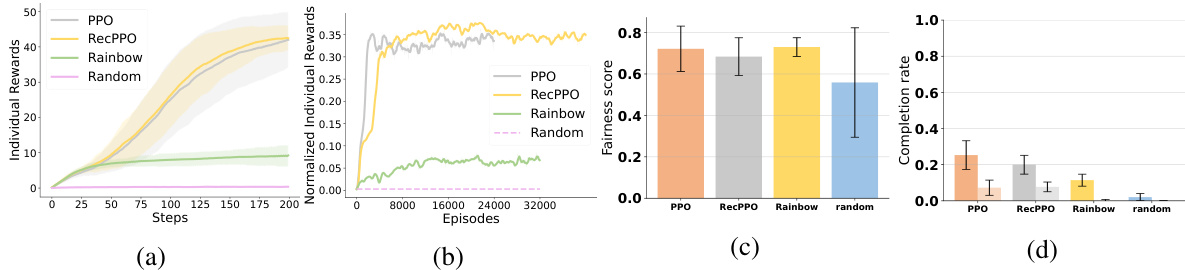 Individual Rewards
50
40
30
20
10
0
0 25 50 75 100 125 150 175 200
Steps
PPO
RecPPO
Rainbow
Random
(a)
Normalized Individual Rewards
0.35
0.30
0.25
0.20
0.15
0.10
0.05
0.00
0 8000 16000 24000 32000
Episodes
PPO
RecPPO
Rainbow
Random
(b)
Fairness score
0.8
0.6
0.4
0.2
0.0
PPO RecPPO Rainbow random
(c)
Completion rate
1.0
0.8
0.6
0.4
0.2
0.0
PPO RecPPO Rainbow random
(d)